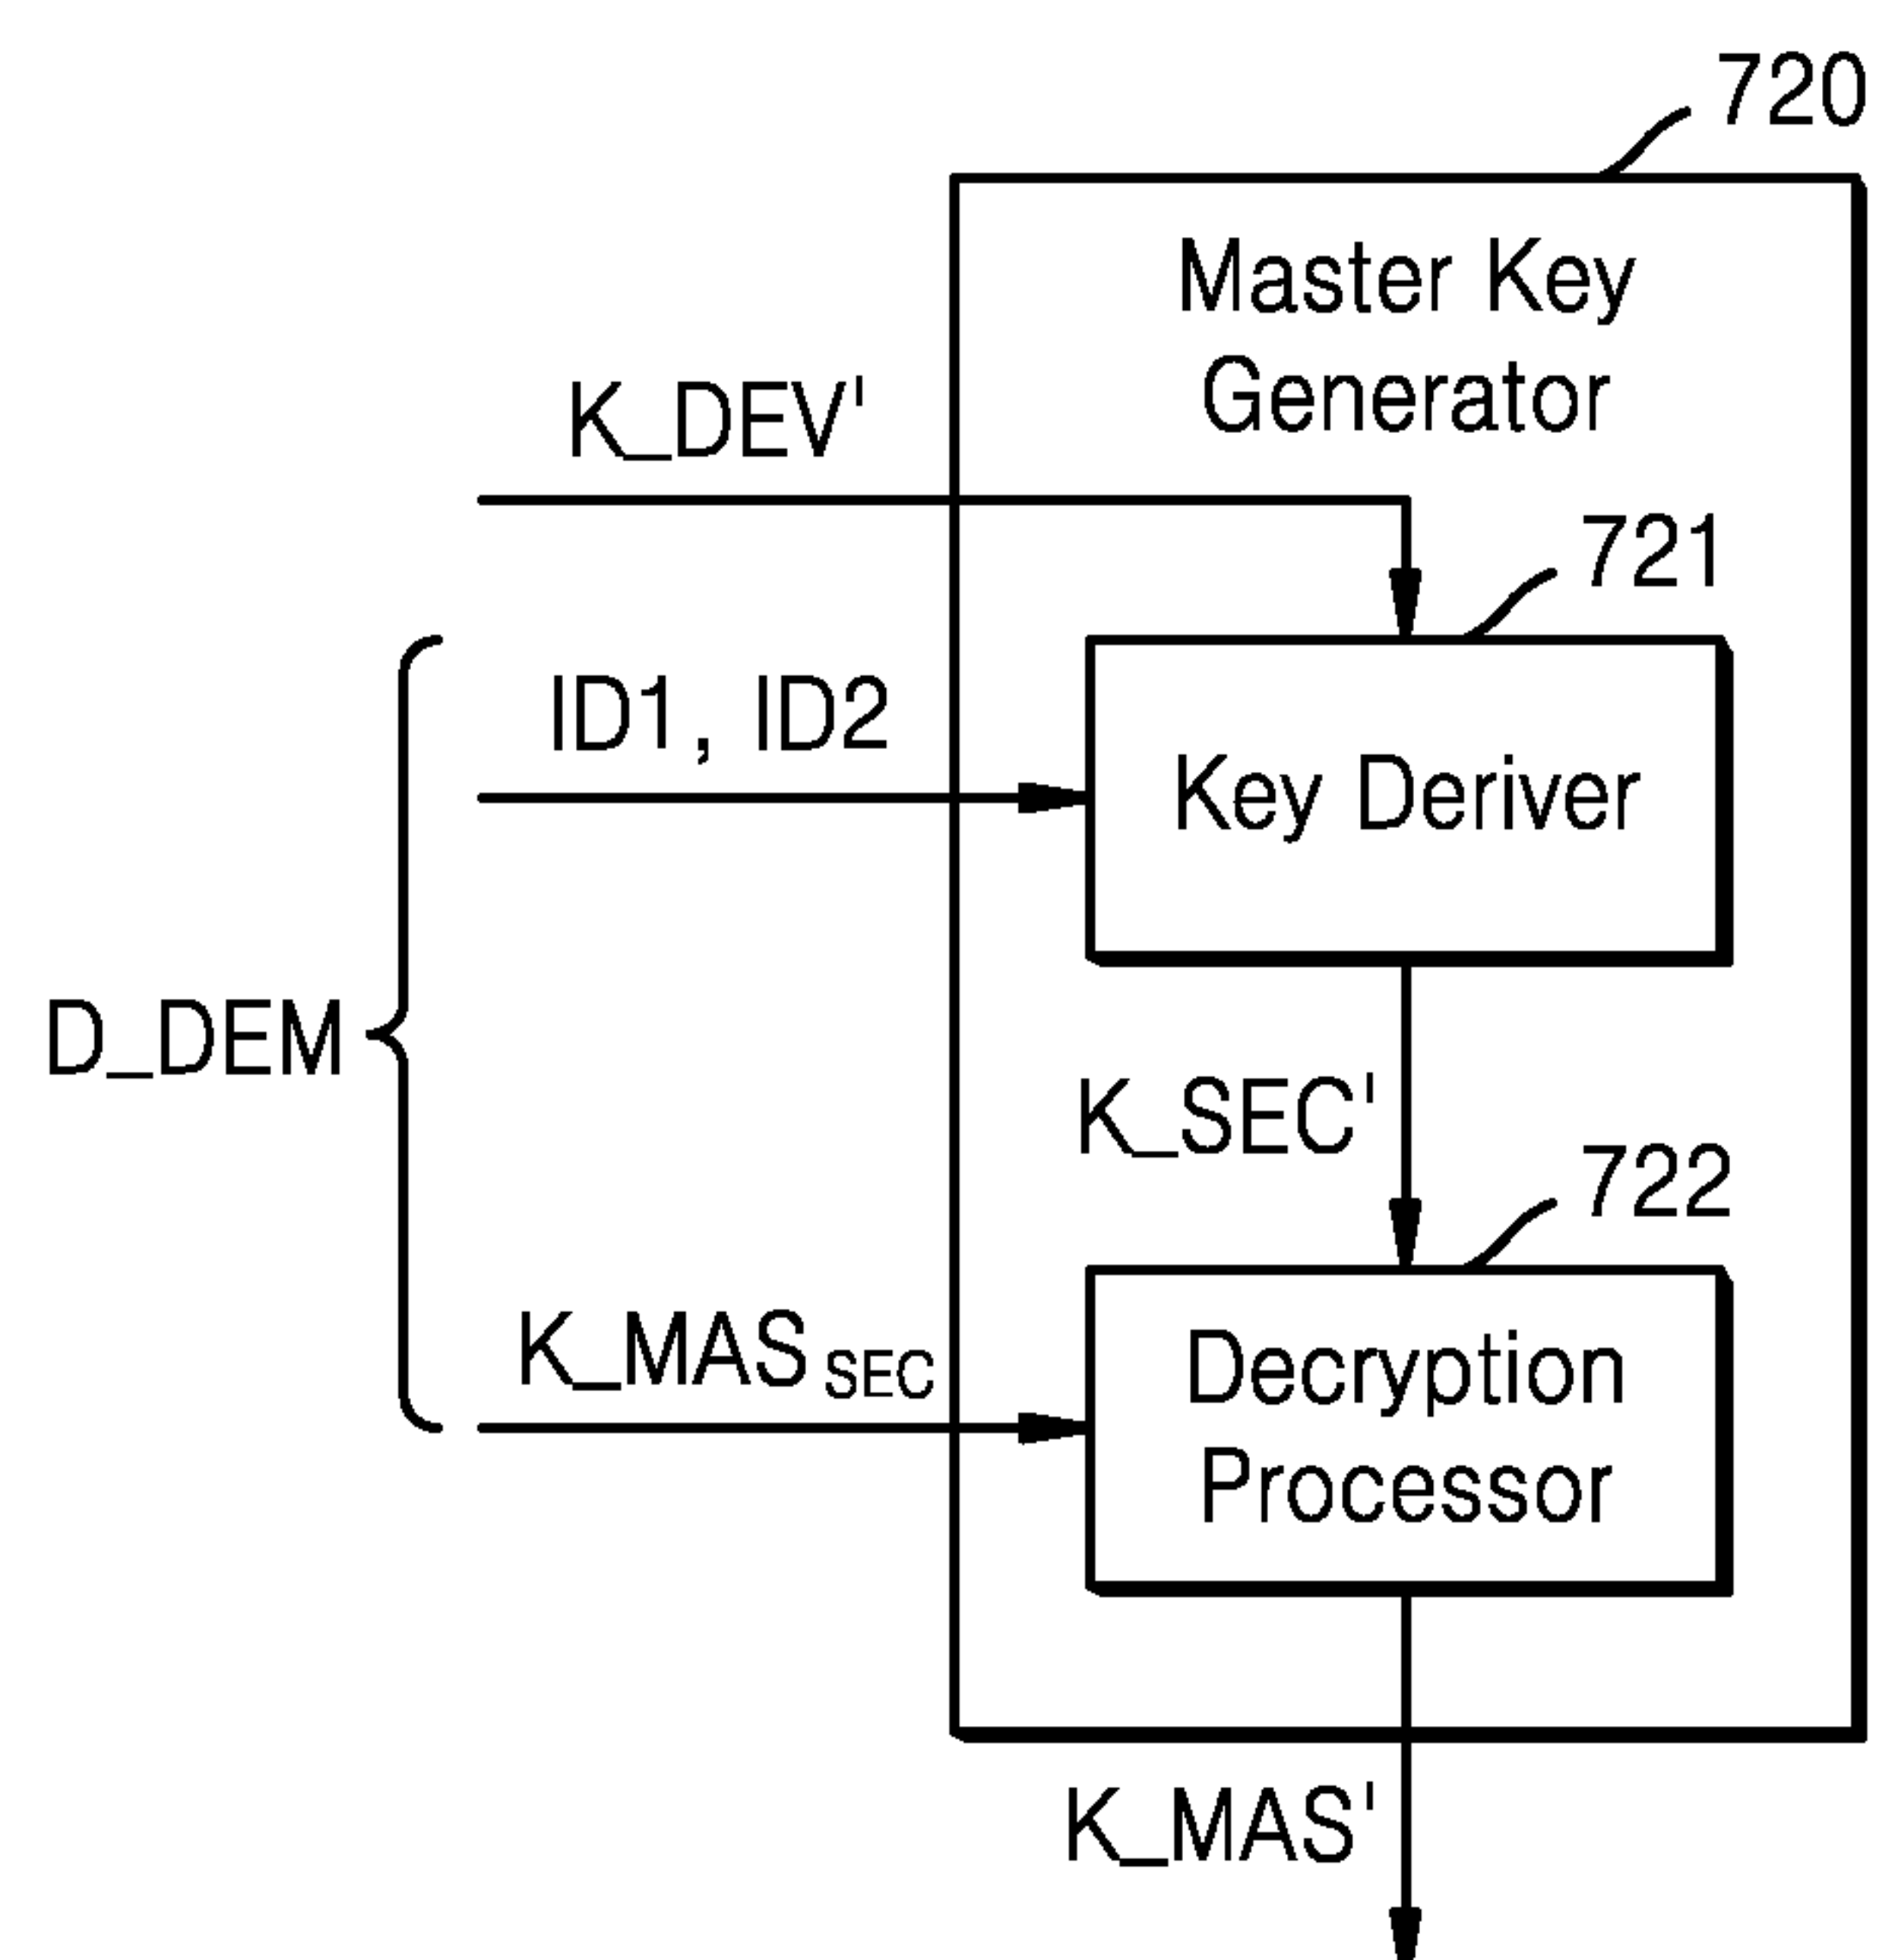 720
Master Key
Generator
K_DEV'
721
ID1, ID2
Key Deriver
D_DEM
K_SEC'
722
K_MAS SEC
Decryption
Processor
K_MAS'